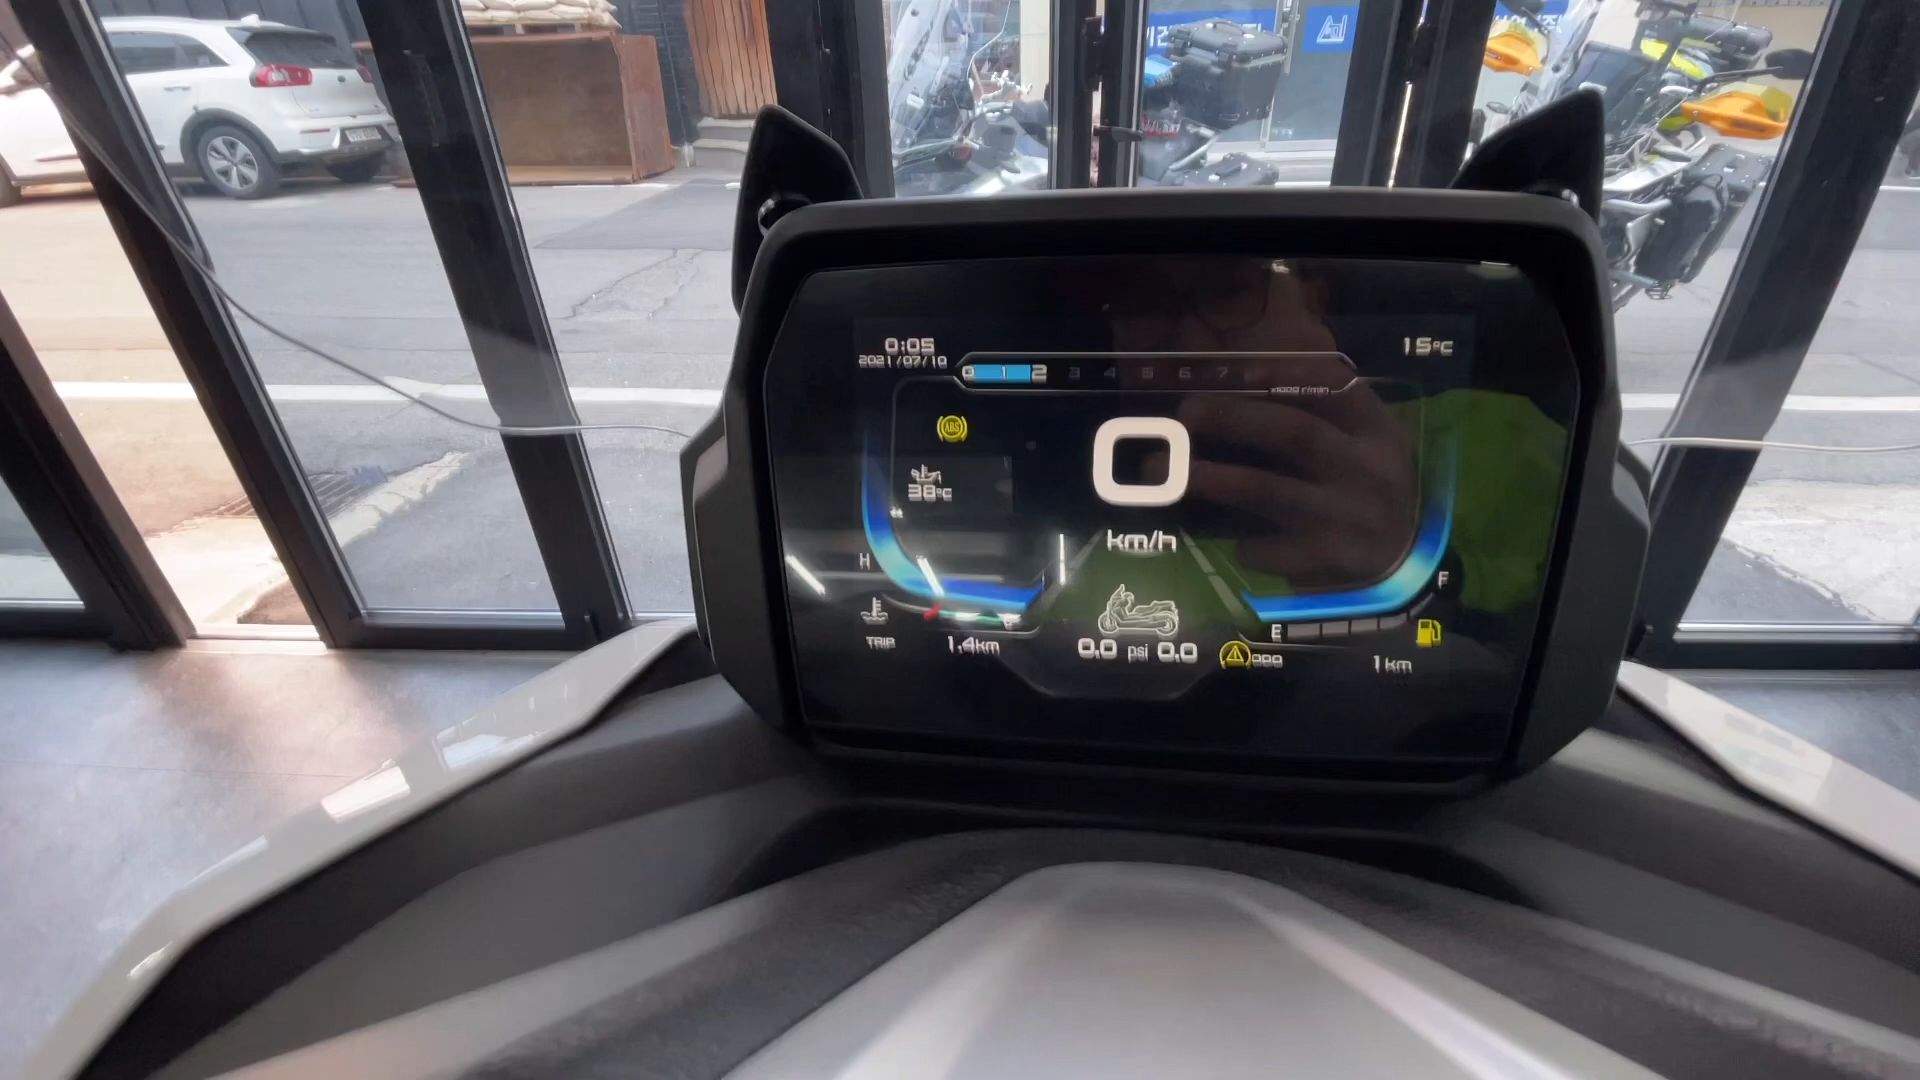 0:05
2021/07/10
15°C
0 1 2 3 4 5 6 7
x1000 r/min
ABS
0
38°C
km/h
H
F
C
E
TRIP
1.4km
0.0 psi 0.0
1km